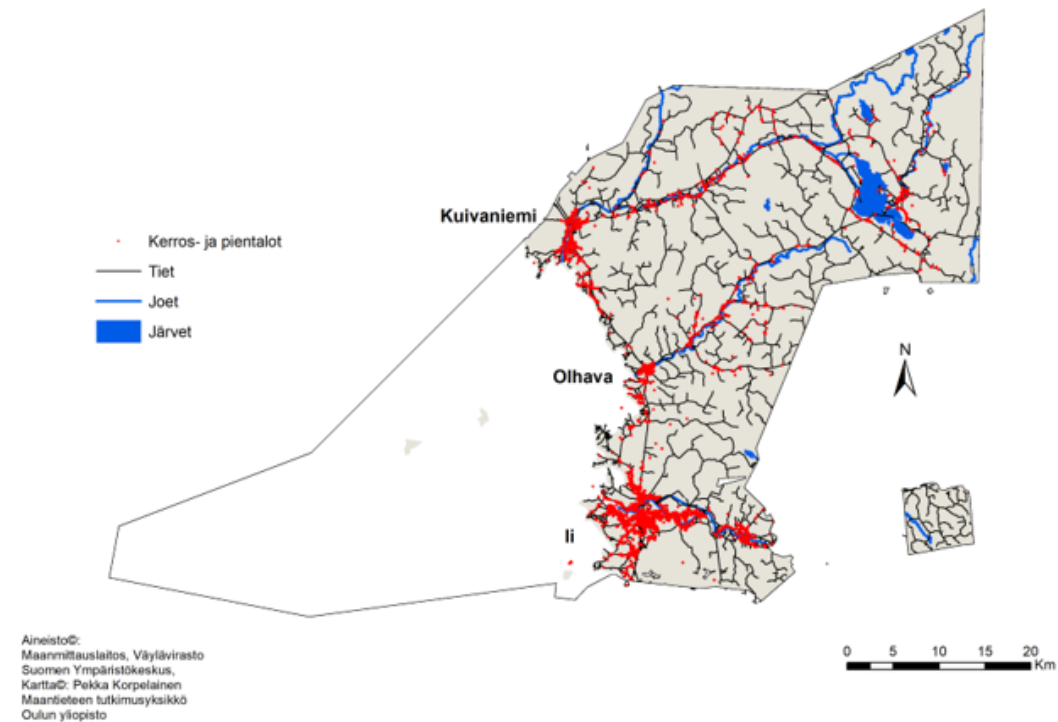 Kuivaniemi
Kerros- ja pientalot
Tiet
Joet
Järvet
N
Olhava
Ii
Aineisto©:
Maanmittauslaitos, Väylävirasto
Suomen Ympäristökeskus,
Kartta©: Pekka Korpelainen
Maantieteen tutkimusyksikkö
Oulun yliopisto
0 5 10 15 20
Km